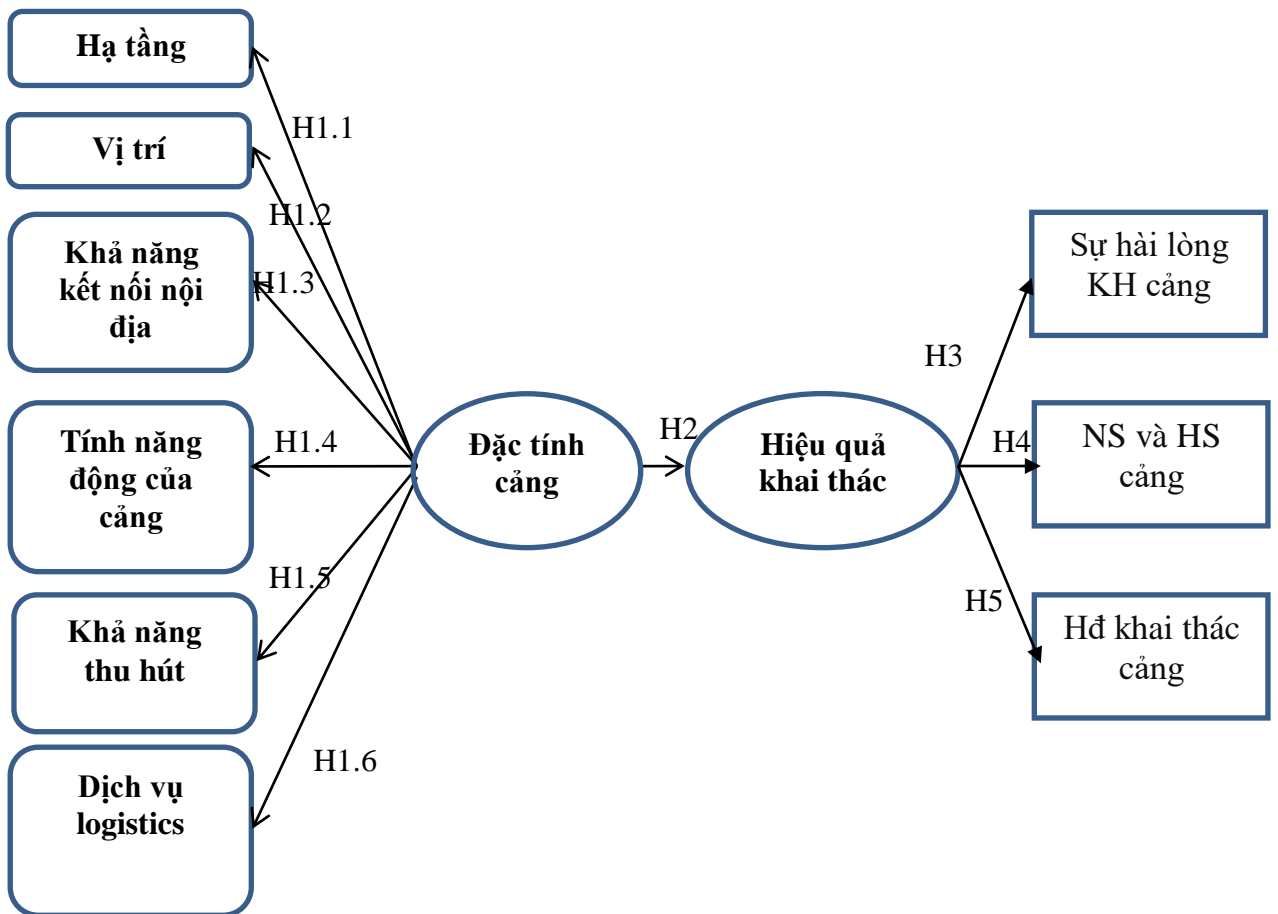 Hạ tầng
Vị trí
Khả năng
kết nối nội
địa
Tính năng
động của
cảng
Khả năng
thu hút
Dịch vụ
logistics
H1.1
H1.2
H1.3
H1.4
H1.5
H1.6
Đặc tính
cảng
H2
Hiệu quả
khai thác
H3
H4
H5
Sự hài lòng
KH cảng
NS và HS
cảng
Hđ khai thác
cảng